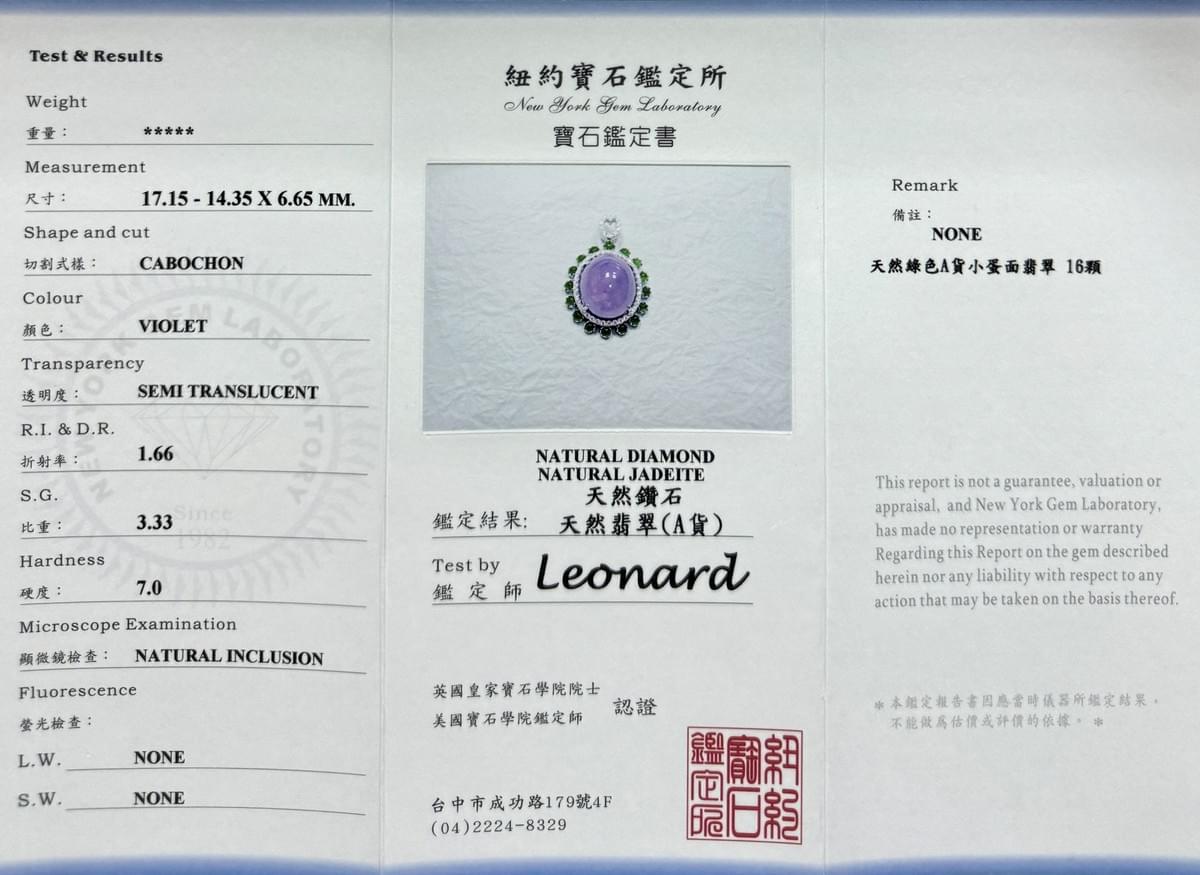 Test & Results
Weight
重量： *****
Measurement
尺寸： 17.15 - 14.35 X 6.65 MM.
Shape and cut
切割式樣： CABOCHON
Colour
顏色： VIOLET
Transparency
透明度： SEMI TRANSLUCENT
R.I. & D.R.
折射率： 1.66
S.G.
比重： 3.33
Hardness
硬度： 7.0
Microscope Examination
顯微鏡檢查： NATURAL INCLUSION
Fluorescence
螢光檢查：
L.W. NONE
S.W. NONE
NEW YORK GEM LABORATORY
Since
1982
紐約寶石鑑定所
New York Gem Laboratory
寶石鑑定書
NATURAL DIAMOND
NATURAL JADEITE
天然鑽石
鑑定結果: 天然翡翠(A貨)
Test by
鑑定師 Leonard
英國皇家寶石學院院士
美國寶石學院鑑定師
認證
台中市成功路179號4F
(04)2224-8329
紐約
寶石
鑑定所
Remark
備註：
NONE
天然綠色A貨小蛋面翡翠 16顆
This report is not a guarantee, valuation or
appraisal, and New York Gem Laboratory,
has made no representation or warranty
Regarding this Report on the gem described
herein nor any liability with respect to any
action that may be taken on the basis thereof.
*本鑑定報告書因應當時儀器所鑑定結果，
不能做為估價或評價的依據。*